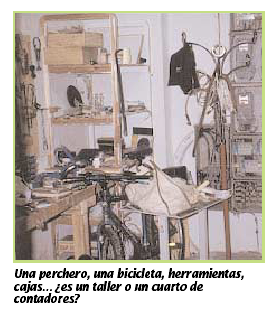 Una perchero, una bicicleta, herramientas,
cajas... ¿es un taller o un cuarto de
contadores?